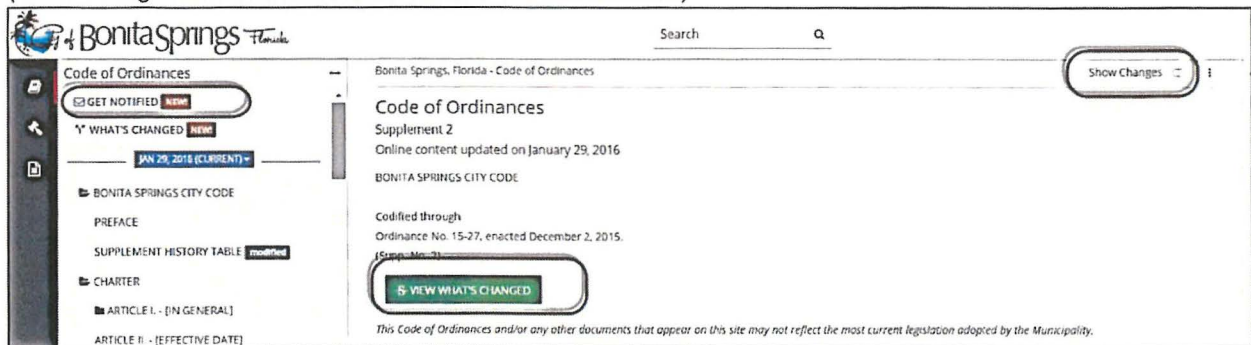 City of Bonita Springs Florida
Search
Code of Ordinances
GET NOTIFIED NEW!
WHAT'S CHANGED NEW!
JAN 29, 2016 (CURRENT)
BONITA SPRINGS CITY CODE
PREFACE
SUPPLEMENT HISTORY TABLE modified
CHARTER
ARTICLE I. - [IN GENERAL]
ARTICLE II. - [EFFECTIVE DATE]
Bonita Springs, Florida - Code of Ordinances
Show Changes
Code of Ordinances
Supplement 2
Online content updated on January 29, 2016
BONITA SPRINGS CITY CODE
Codified through
Ordinance No. 15-27, enacted December 2, 2015.
(Supp. No. 2)
VIEW WHAT'S CHANGED
This Code of Ordinances and/or any other documents that appear on this site may not reflect the most current legislation adopted by the Municipality.